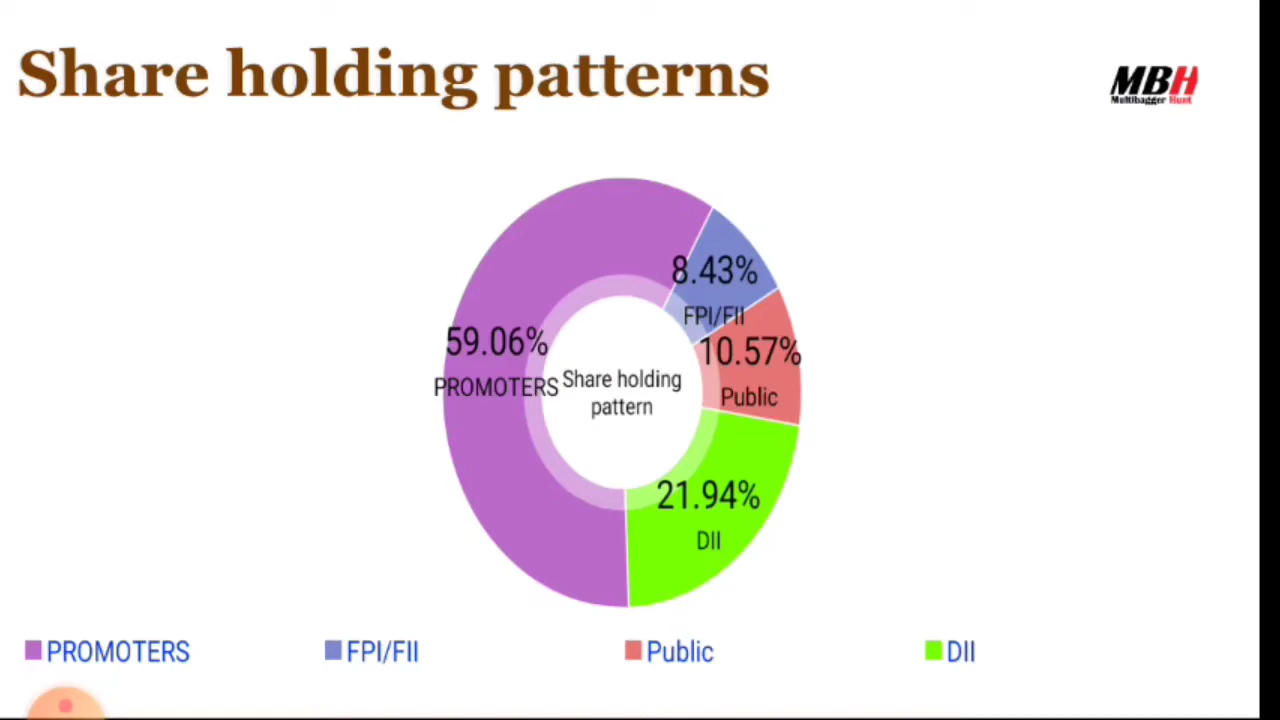 Share holding patterns
MBH
Multibagger Hunt
8.43%
FPI/FII
59.06%
PROMOTERS
10.57%
Public
Share holding
pattern
21.94%
DII
PROMOTERS
FPI/FII
Public
DII